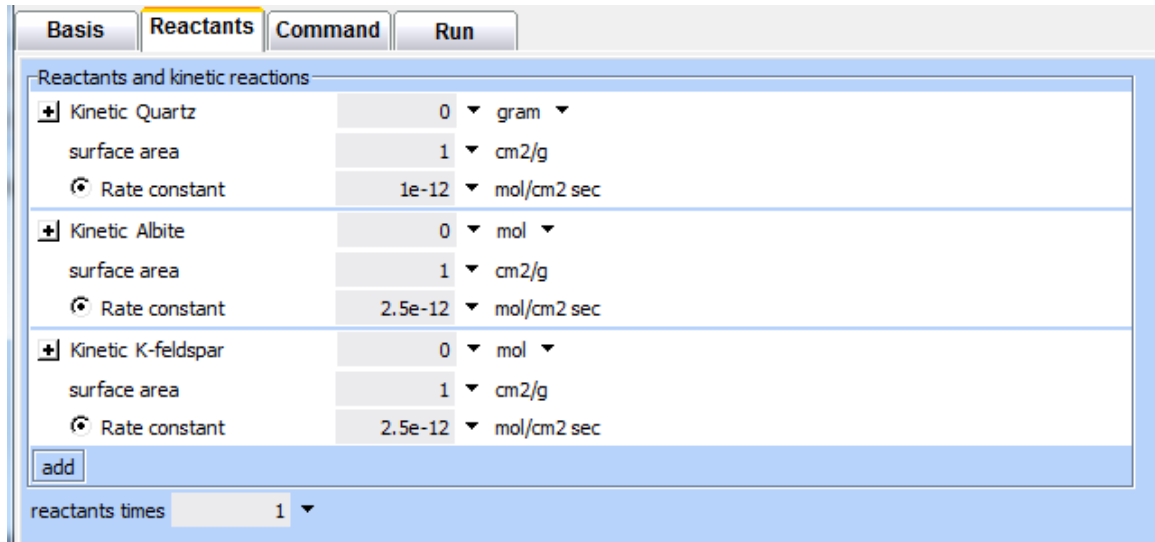 Basis Reactants Command Run
Reactants and kinetic reactions
+ Kinetic Quartz 0 gram
surface area 1 cm2/g
Rate constant 1e-12 mol/cm2 sec
+ Kinetic Albite 0 mol
surface area 1 cm2/g
Rate constant 2.5e-12 mol/cm2 sec
+ Kinetic K-feldspar 0 mol
surface area 1 cm2/g
Rate constant 2.5e-12 mol/cm2 sec
add
reactants times 1